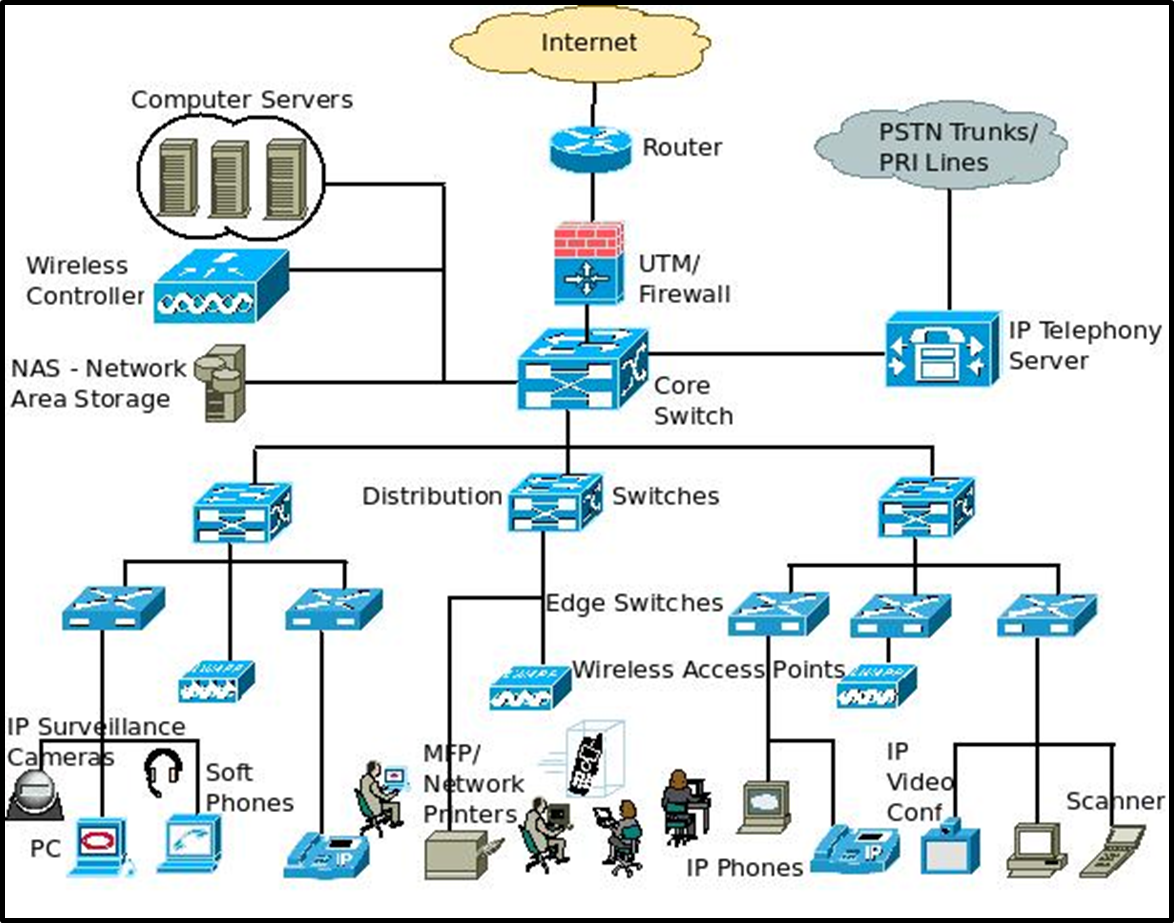 Internet
Computer Servers
Router
PSTN Trunks/
PRI Lines
Wireless
Controller
UTM/
Firewall
NAS - Network
Area Storage
IP Telephony
Server
Core
Switch
Distribution Switches
Edge Switches
Wireless Access Points
IP Surveillance
Cameras
Soft
Phones
MFP/
Network
Printers
IP
Video
Conf
Scanner
PC
IP
IP Phones
IP